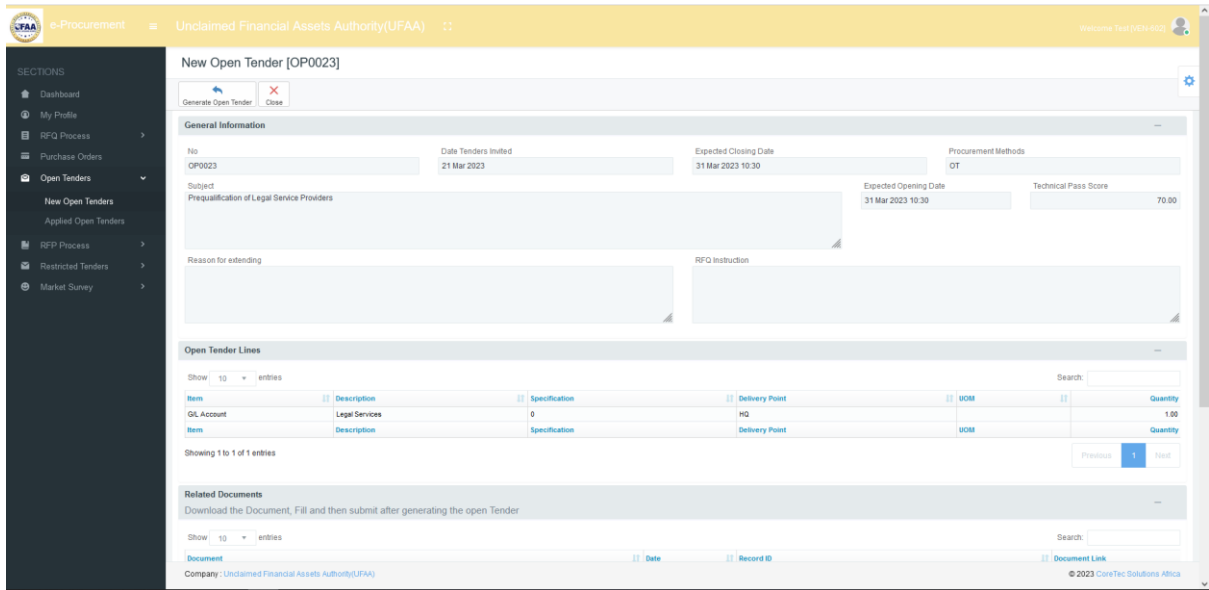 UFAA e-Procurement Unclaimed Financial Assets Authority(UFAA) Welcome Test [VEN-032]
New Open Tender [OP0023]
SECTIONS
Dashboard
My Profile
RFQ Process
Purchase Orders
Open Tenders
New Open Tenders
Applied Open Tenders
RFP Process
Restricted Tenders
Market Survey
Generate Open Tender Close
General Information
No Date Tenders Invited Expected Closing Date Procurement Methods
OP0023 21 Mar 2023 31 Mar 2023 10:30 OT
Subject Expected Opening Date Technical Pass Score
Prequalification of Legal Service Providers 31 Mar 2023 10:30 70.00
Reason for extending RFQ Instruction
Open Tender Lines
Show 10 entries Search:
Item Description Specification Delivery Point UOM Quantity
G/L Account Legal Services 0 HQ 1.00
Item Description Specification Delivery Point UOM Quantity
Showing 1 to 1 of 1 entries Previous 1 Next
Related Documents
Download the Document, Fill and then submit after generating the open Tender
Show 10 entries Search:
Document Date Record ID Document Link
Company : Unclaimed Financial Assets Authority(UFAA) © 2023 CoreTec Solutions Africa